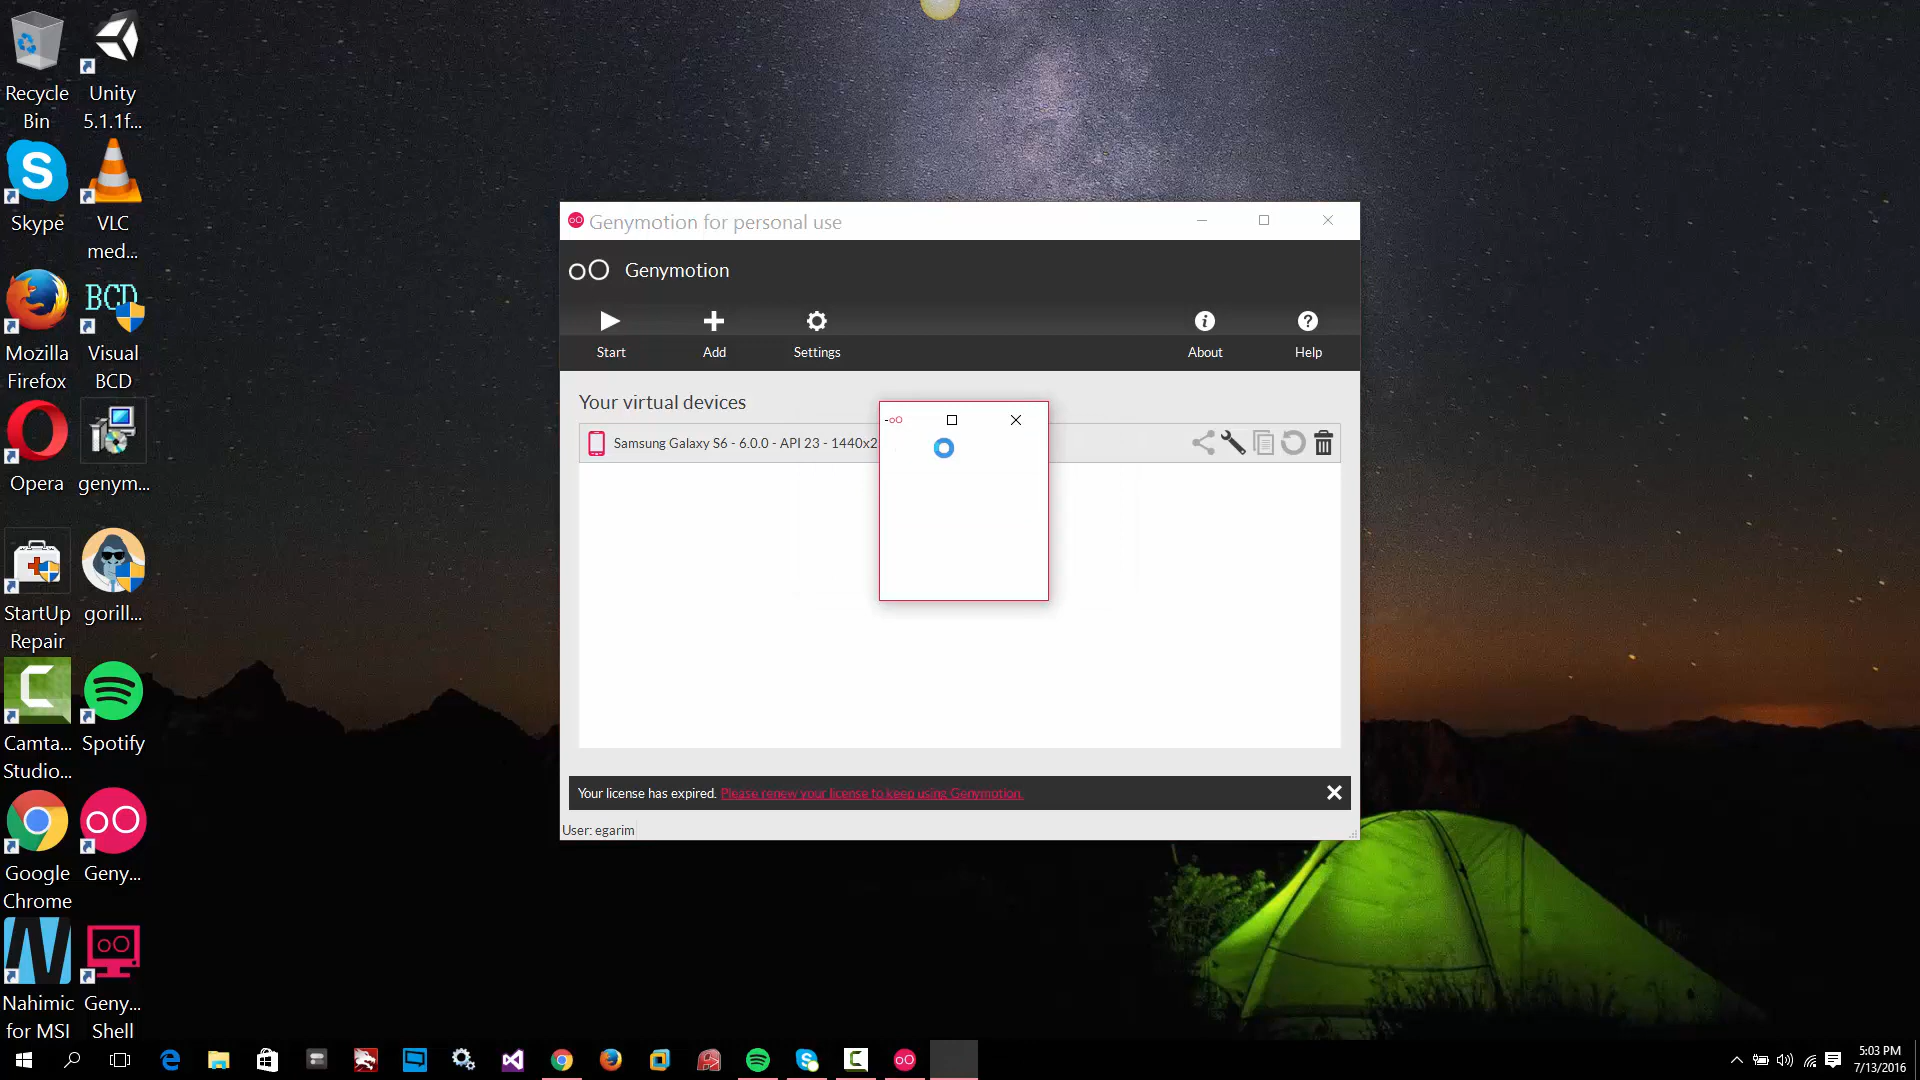 Recycle
Bin
Unity
5.1.1f...
Skype
VLC
med...
Mozilla
Firefox
BCD
Visual
BCD
Opera
genym...
StartUp
Repair
gorill...
Camta...
Studio...
Spotify
Google
Chrome
Geny...
Nahimic
for MSI
Geny...
Shell
Genymotion for personal use
Genymotion
Start
Add
Settings
About
Help
Your virtual devices
Samsung Galaxy S6 - 6.0.0 - API 23 - 1440x2
Your license has expired. Please renew your license to keep using Genymotion.
User: egarim
5:03 PM
7/13/2016